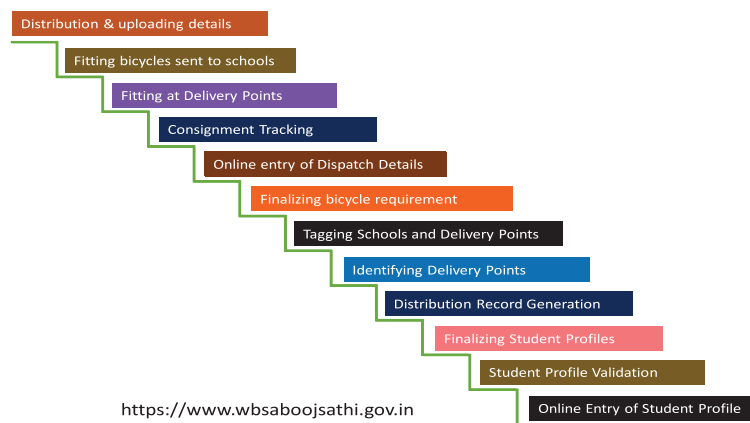 Distribution & uploading details
Fitting bicycles sent to schools
Fitting at Delivery Points
Consignment Tracking
Online entry of Dispatch Details
Finalizing bicycle requirement
Tagging Schools and Delivery Points
Identifying Delivery Points
Distribution Record Generation
Finalizing Student Profiles
Student Profile Validation
Online Entry of Student Profile
https://www.wbsaboojsathi.gov.in